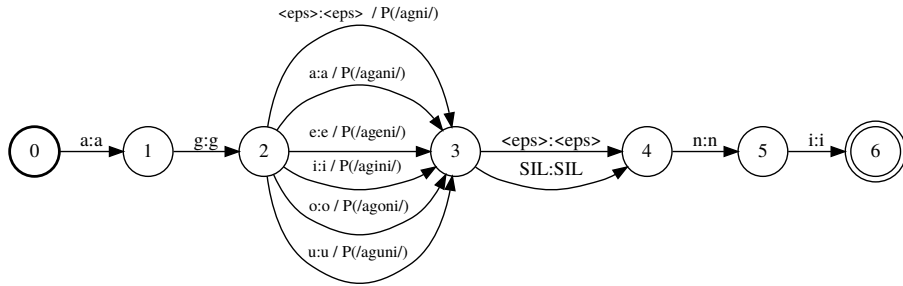 <eps>:<eps> / P(/agni/)
a:a / P(/agani/)
e:e / P(/ageni/)
i:i / P(/agini/)
o:o / P(/agoni/)
u:u / P(/aguni/)
0
a:a
1
g:g
2
3
<eps>:<eps>
SIL:SIL
4
n:n
5
i:i
6